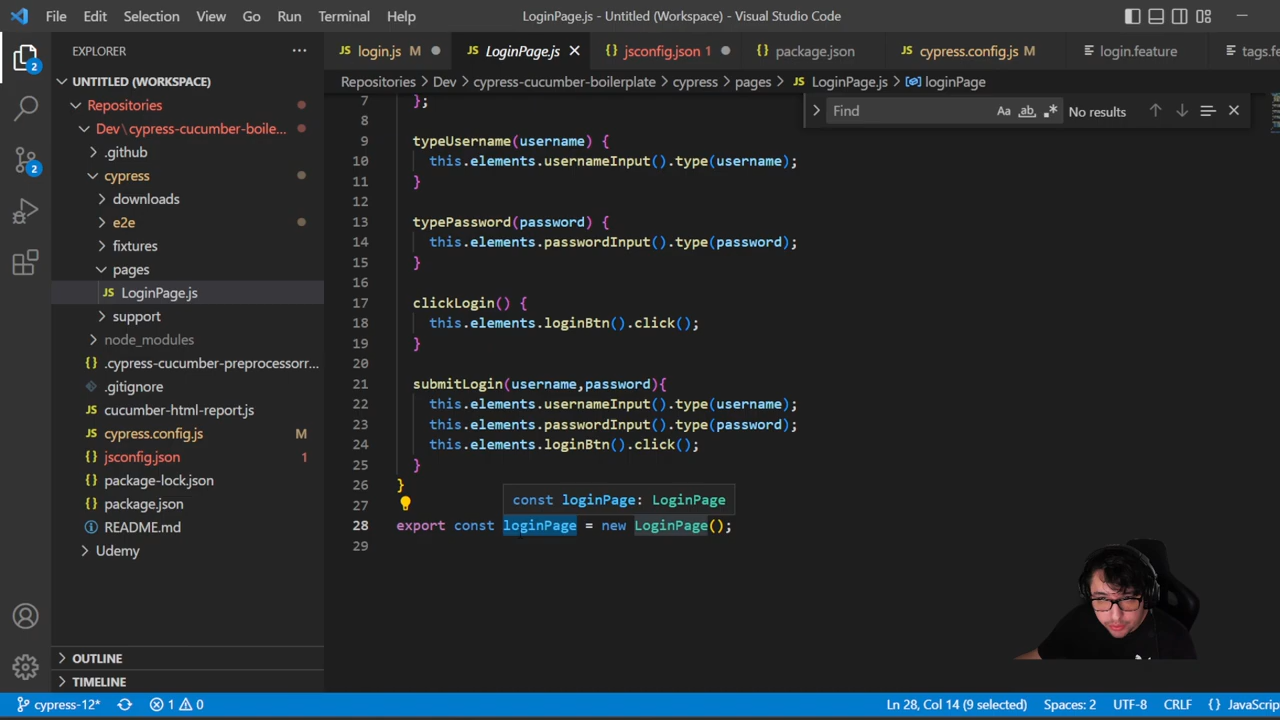 File Edit Selection View Go Run Terminal Help
LoginPage.js - Untitled (Workspace) - Visual Studio Code
EXPLORER
2
2
UNTITLED (WORKSPACE)
Repositories
Dev\cypress-cucumber-boile...
.github
cypress
downloads
e2e
fixtures
pages
JS LoginPage.js
support
node_modules
{} .cypress-cucumber-preprocessorr...
.gitignore
JS cucumber-html-report.js
JS cypress.config.js M
{} jsconfig.json 1
{} package-lock.json
{} package.json
README.md
Udemy
OUTLINE
TIMELINE
JS login.js M
JS LoginPage.js
{} jsconfig.json 1
{} package.json
JS cypress.config.js M
login.feature
tags.fe
Repositories > Dev > cypress-cucumber-boilerplate > cypress > pages > JS LoginPage.js > loginPage
Find Aa ab .* No results
7 };
8
9 typeUsername(username) {
10 this.elements.usernameInput().type(username);
11 }
12
13 typePassword(password) {
14 this.elements.passwordInput().type(password);
15 }
16
17 clickLogin() {
18 this.elements.loginBtn().click();
19 }
20
21 submitLogin(username,password){
22 this.elements.usernameInput().type(username);
23 this.elements.passwordInput().type(password);
24 this.elements.loginBtn().click();
25 }
26 }
27
const loginPage: LoginPage
28 export const loginPage = new LoginPage();
29
cypress-12* 1 0
Ln 28, Col 14 (9 selected) Spaces: 2 UTF-8 CRLF {} JavaScrip